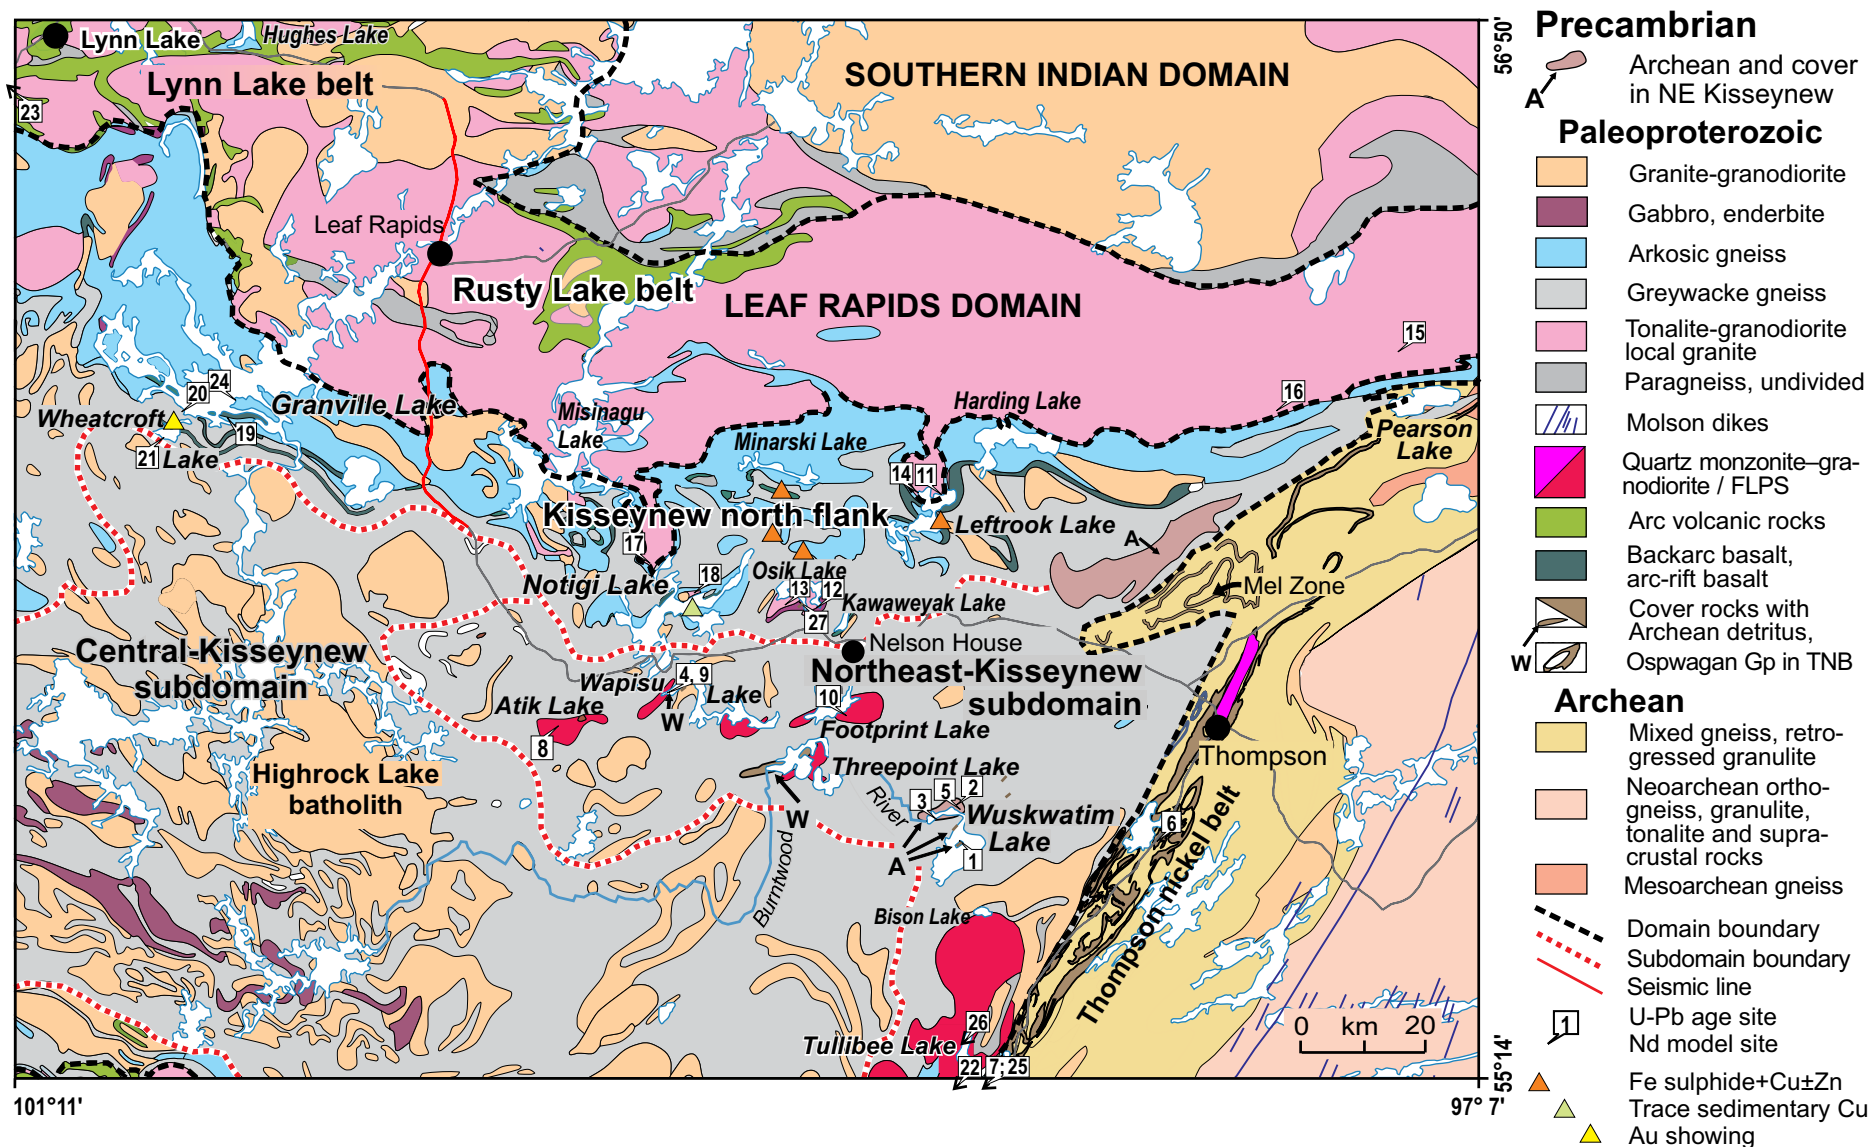 Lynn Lake
Hughes Lake
Lynn Lake belt
SOUTHERN INDIAN DOMAIN
23
Leaf Rapids
Rusty Lake belt
LEAF RAPIDS DOMAIN
15
16
20
24
Wheatcroft
Lake
21
19
Granville Lake
Misinagu
Lake
Minarski Lake
Harding Lake
Pearson
Lake
14
11
Kisseynew north flank
Leftrook Lake
A
17
Notigi Lake
18
Osik Lake
13
12
27
Kawaweyak Lake
Mel Zone
Nelson House
Central-Kisseynew
subdomain
Northeast-Kisseynew
subdomain
Wapisu
Lake
4, 9
W
Atik Lake
8
10
Footprint Lake
Thompson
Threepoint Lake
Highrock Lake
batholith
W
River
Burntwood
3
5
2
Wuskwatim
Lake
A
1
6
Thompson nickel belt
Bison Lake
Tullibee Lake
26
22
7; 25
0 km 20
56°50'
55°14'
101°11'
97° 7'
Precambrian
A
Archean and cover
in NE Kisseynew
Paleoproterozoic
Granite-granodiorite
Gabbro, enderbite
Arkosic gneiss
Greywacke gneiss
Tonalite-granodiorite
local granite
Paragneiss, undivided
Molson dikes
Quartz monzonite–gra-
nodiorite / FLPS
Arc volcanic rocks
Backarc basalt,
arc-rift basalt
Cover rocks with
Archean detritus,
W
Ospwagan Gp in TNB
Archean
Mixed gneiss, retro-
gressed granulite
Neoarchean ortho-
gneiss, granulite,
tonalite and supra-
crustal rocks
Mesoarchean gneiss
Domain boundary
Subdomain boundary
Seismic line
1
U-Pb age site
Nd model site
Fe sulphide+Cu±Zn
Trace sedimentary Cu
Au showing